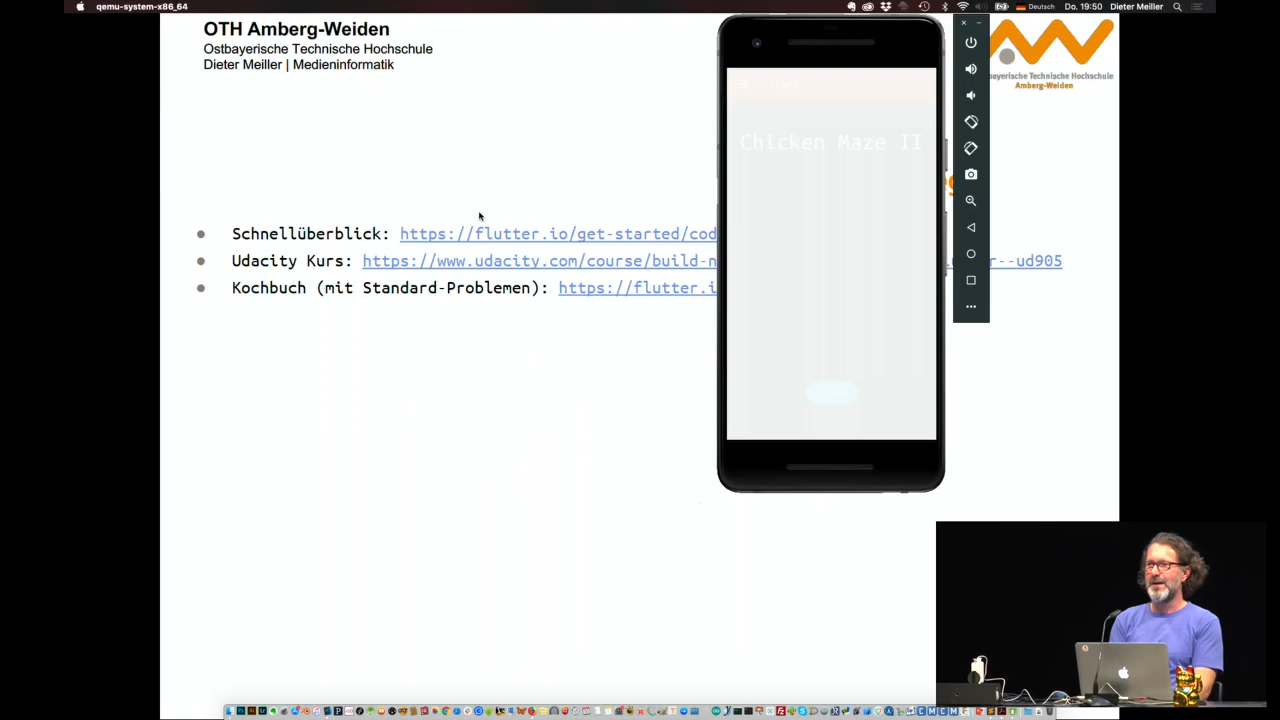 qemu-system-x86_64
Deutsch Do. 19:50 Dieter Meiller
OTH Amberg-Weiden
Ostbayerische Technische Hochschule
Dieter Meiller | Medieninformatik
bayerische Technische Hochschule
Amberg-Weiden
Chicken Maze II
Schnellüberblick: https://flutter.io/get-started/cod
Udacity Kurs: https://www.udacity.com/course/build-n r--ud905
Kochbuch (mit Standard-Problemen): https://flutter.i